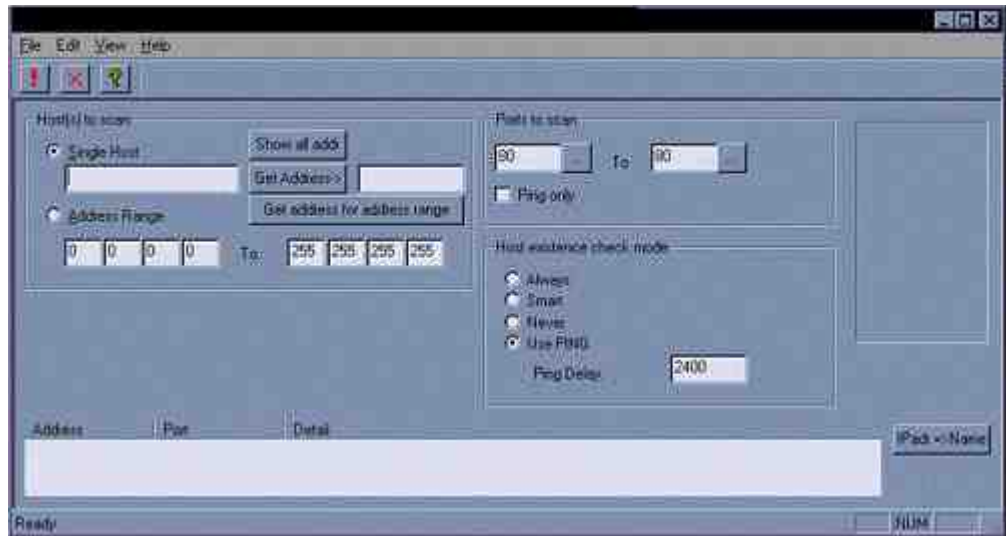 File Edit View Help
Host(s) to scan
Single Host
Show all addr
Get Address>
Address Range
Get address for address range
0 0 0 0 To: 255 255 255 255
Ports to scan
80 ... To 80 ...
Ping only
Host existence check mode
Always
Smart
Never
Use PING
Ping Delay 2400
Address Port Detail
Ready NUM